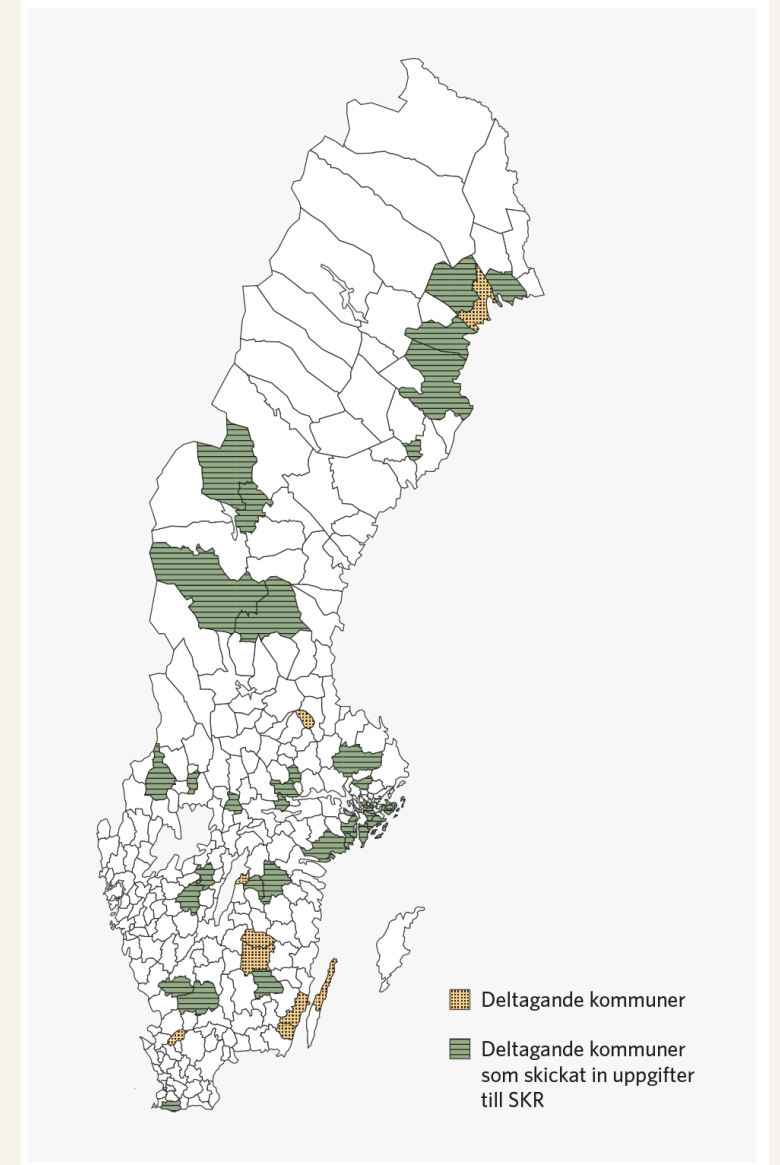 Deltagande kommuner
Deltagande kommuner
som skickat in uppgifter
till SKR